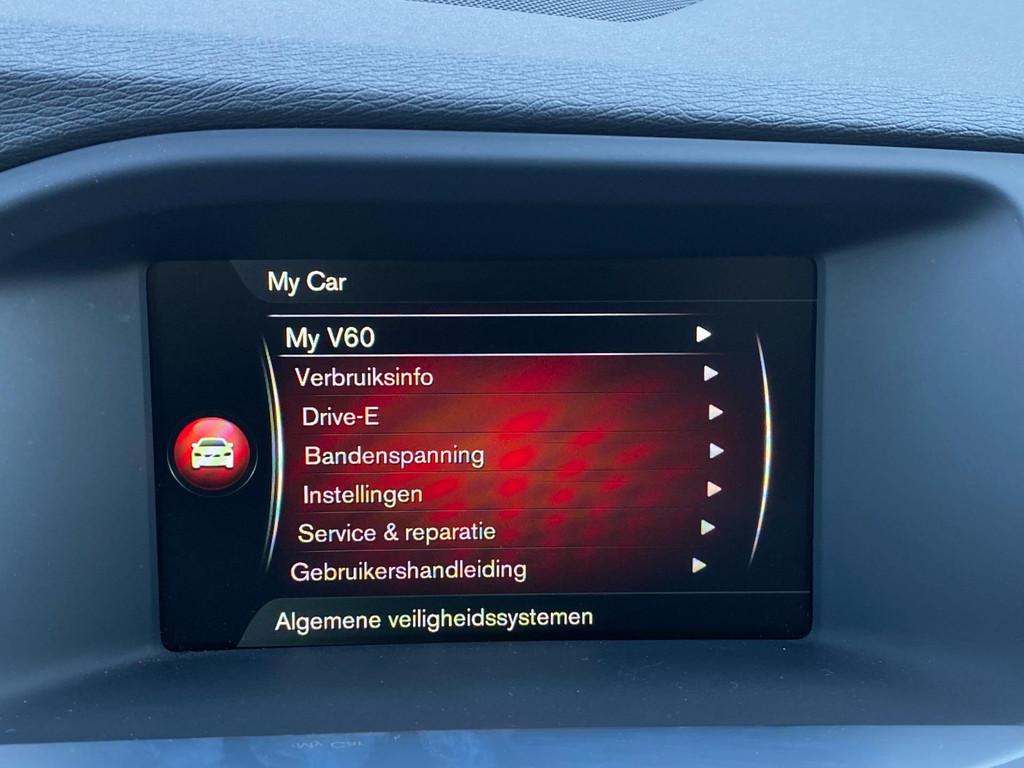 My Car
My V60
Verbruiksinfo
Drive-E
Bandenspanning
Instellingen
Service & reparatie
Gebruikershandleiding
Algemene veiligheidssystemen